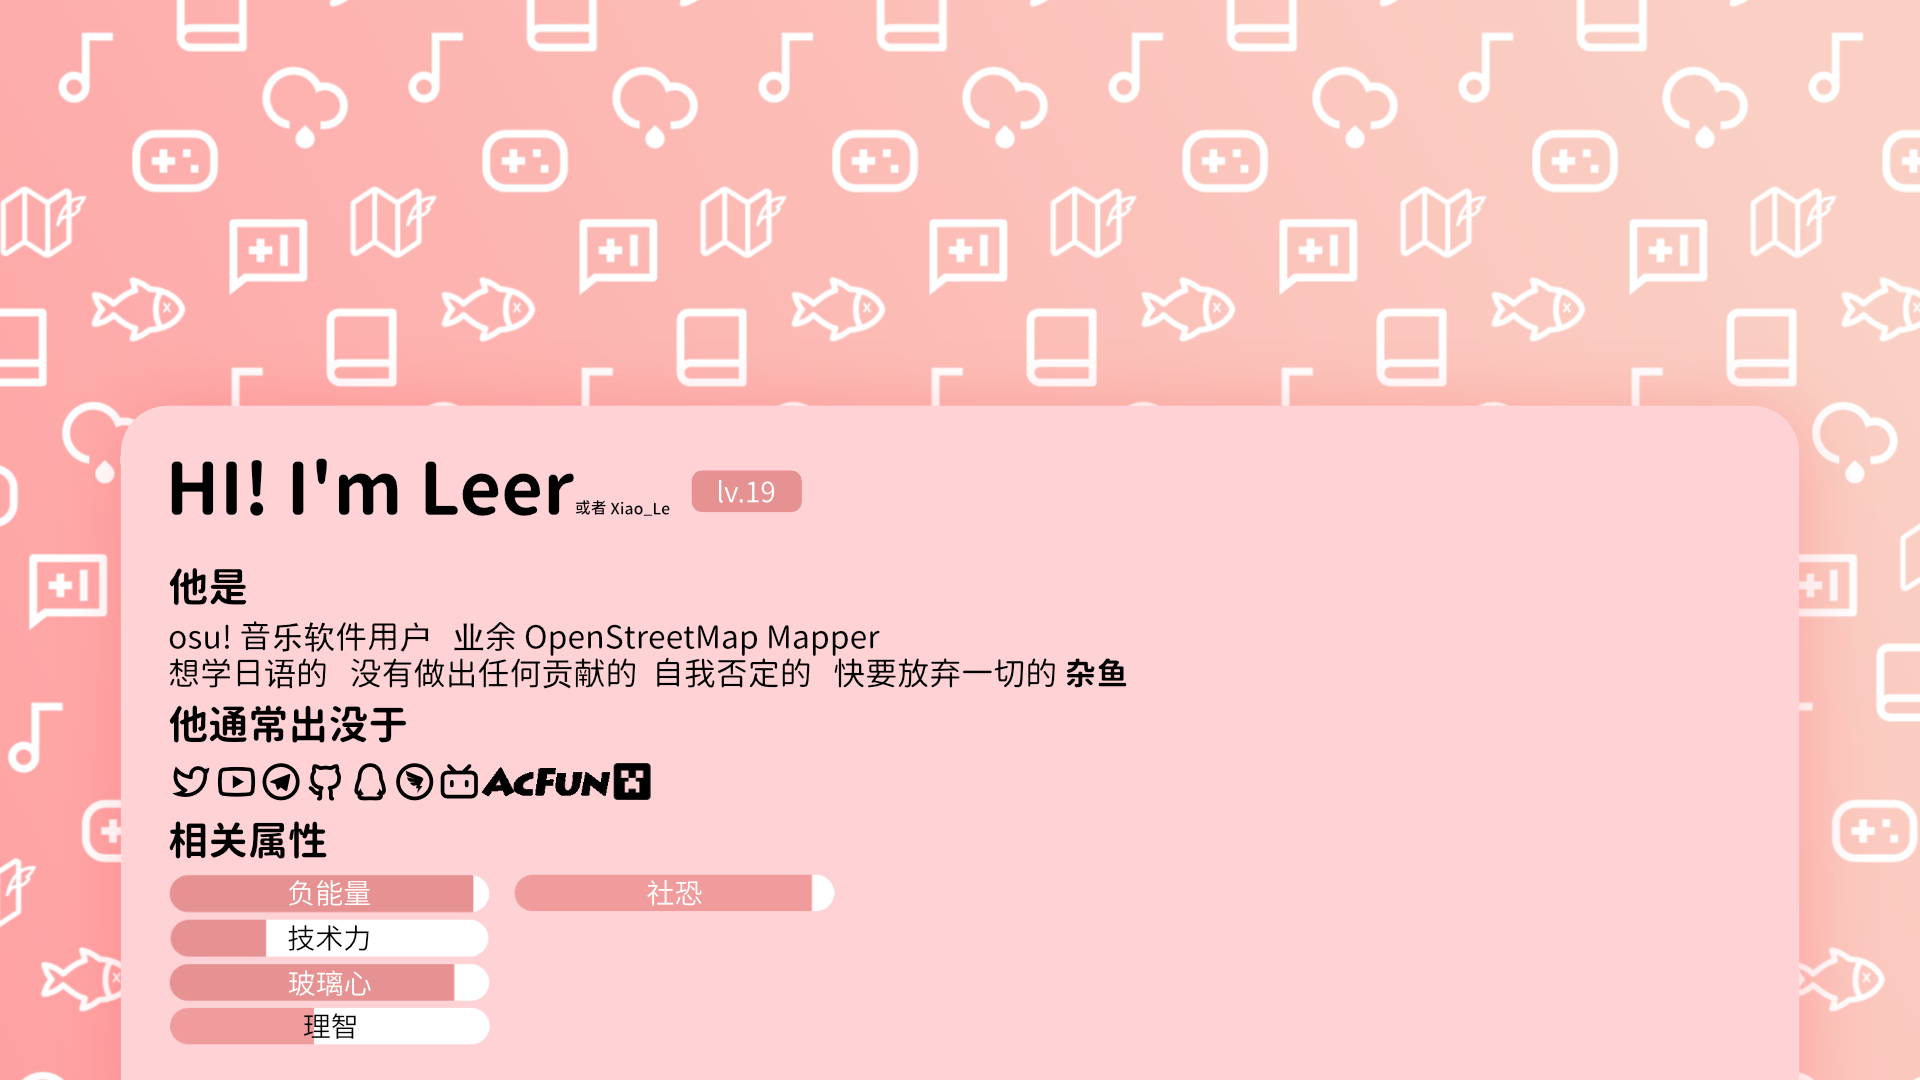 HI! I'm Leer 或者 Xiao_Le lv.19
他是
osu! 音乐软件用户 业余 OpenStreetMap Mapper
想学日语的 没有做出任何贡献的 自我否定的 快要放弃一切的 杂鱼
他通常出没于
AcFUN
相关属性
负能量 社恐
技术力
玻璃心
理智